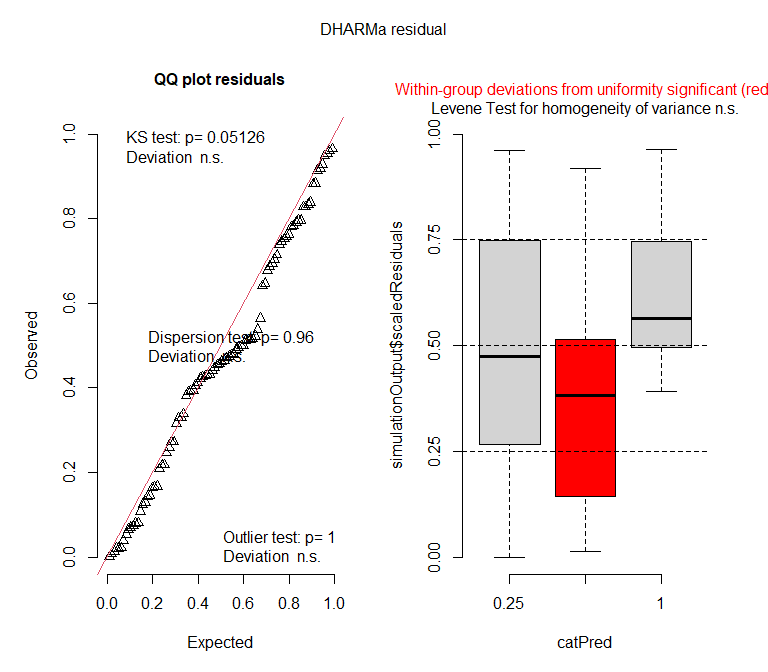 DHARMa residual
QQ plot residuals
KS test: p= 0.05126
Deviation n.s.
Dispersion test: p= 0.96
Deviation n.s.
Outlier test: p= 1
Deviation n.s.
Observed
0.0
0.2
0.4
0.6
0.8
1.0
0.0
0.2
0.4
0.6
0.8
1.0
Expected
Within-group deviations from uniformity significant (red
Levene Test for homogeneity of variance n.s.
simulationOutput$scaledResiduals
0.00
0.25
0.50
0.75
1.00
0.25
1
catPred